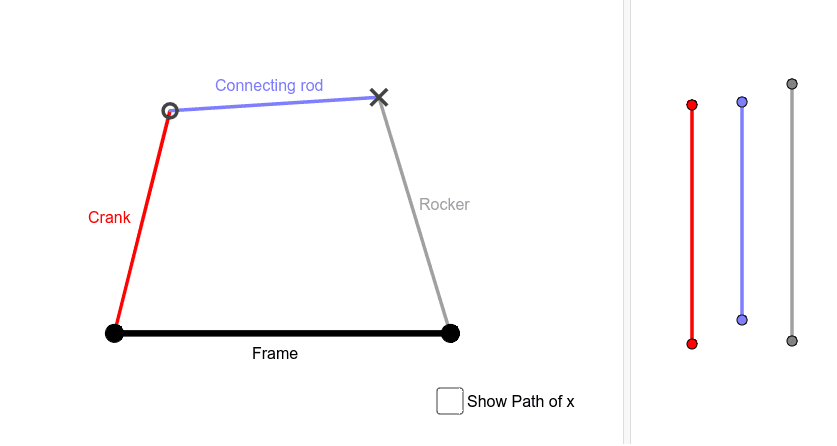 Connecting rod
Crank
Rocker
Frame
Show Path of x